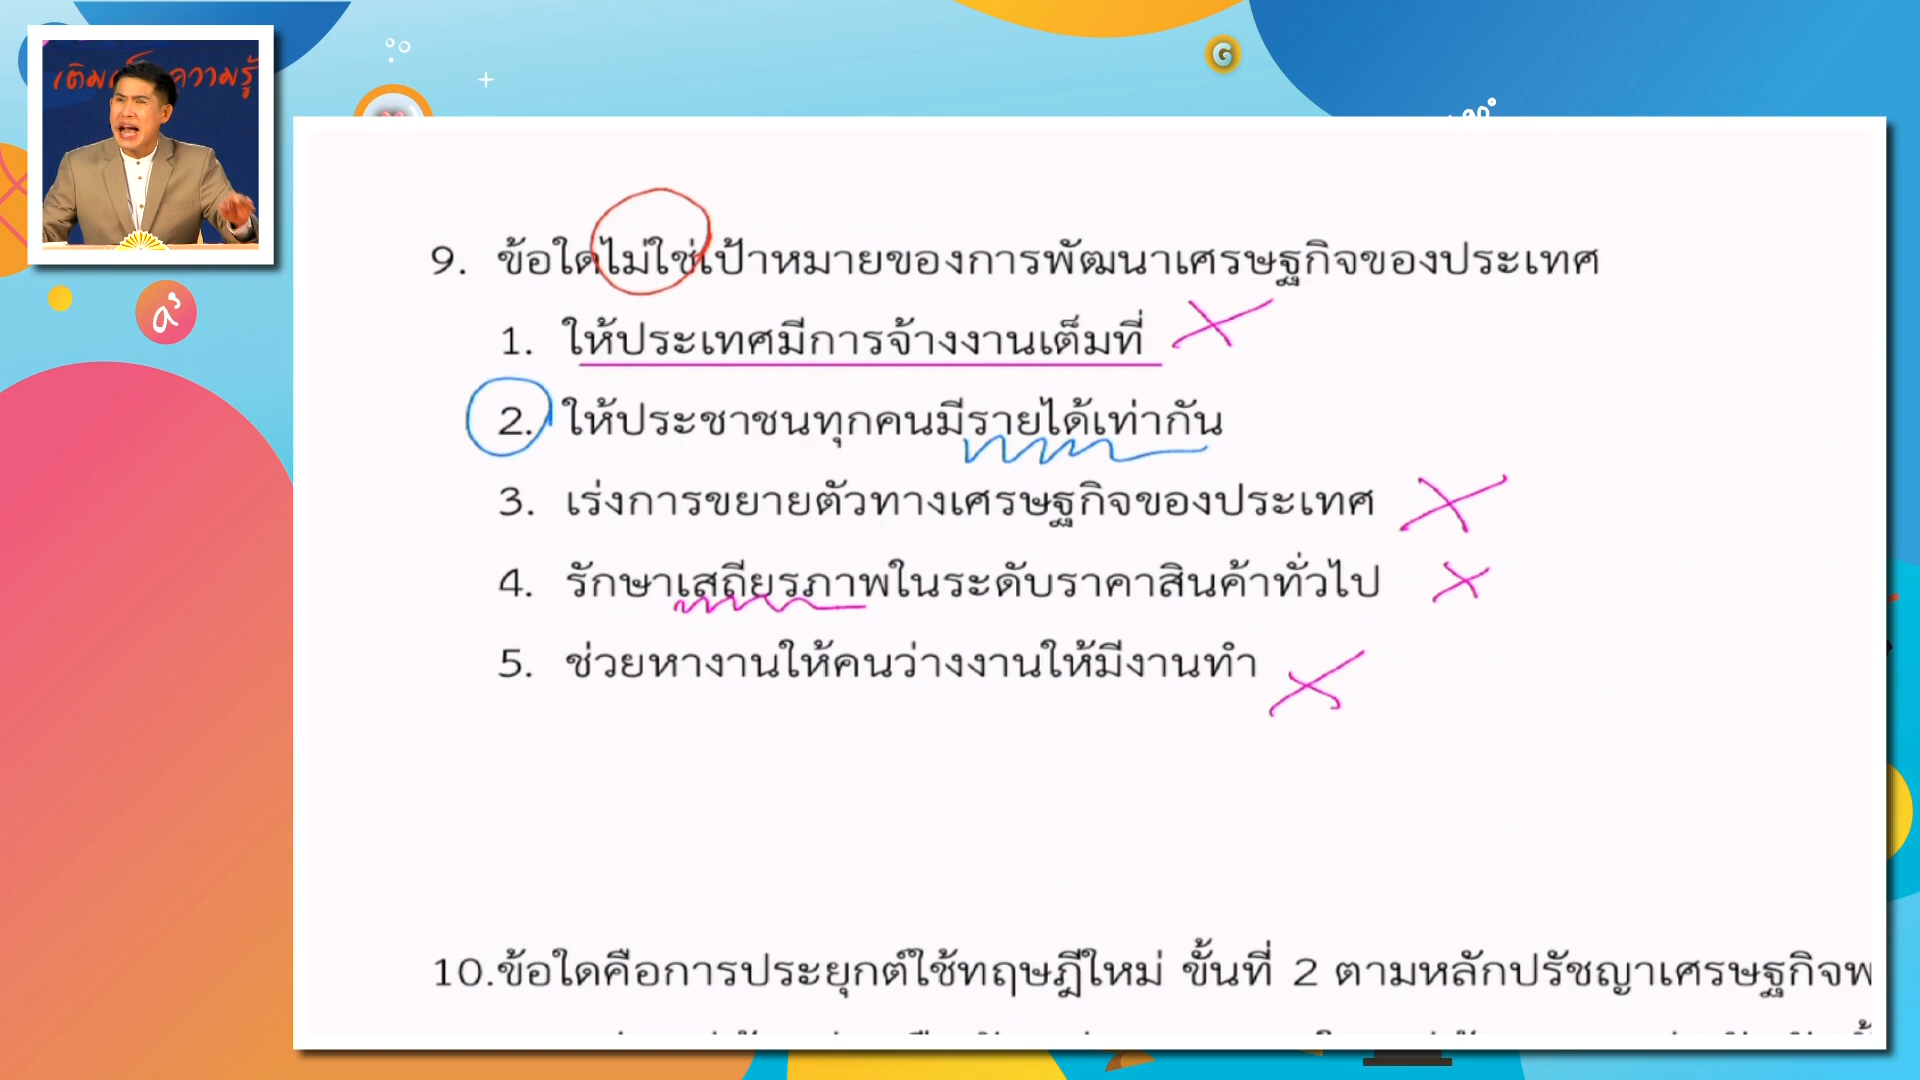 ความรู้
9. ข้อใดไม่ใช่เป้าหมายของการพัฒนาเศรษฐกิจของประเทศ
1. ให้ประเทศมีการจ้างงานเต็มที่
2. ให้ประชาชนทุกคนมีรายได้เท่ากัน
3. เร่งการขยายตัวทางเศรษฐกิจของประเทศ
4. รักษาเสถียรภาพในระดับราคาสินค้าทั่วไป
5. ช่วยหางานให้คนว่างงานให้มีงานทำ
10.ข้อใดคือการประยุกต์ใช้ทฤษฎีใหม่ ขั้นที่ 2 ตามหลักปรัชญาเศรษฐกิจพ